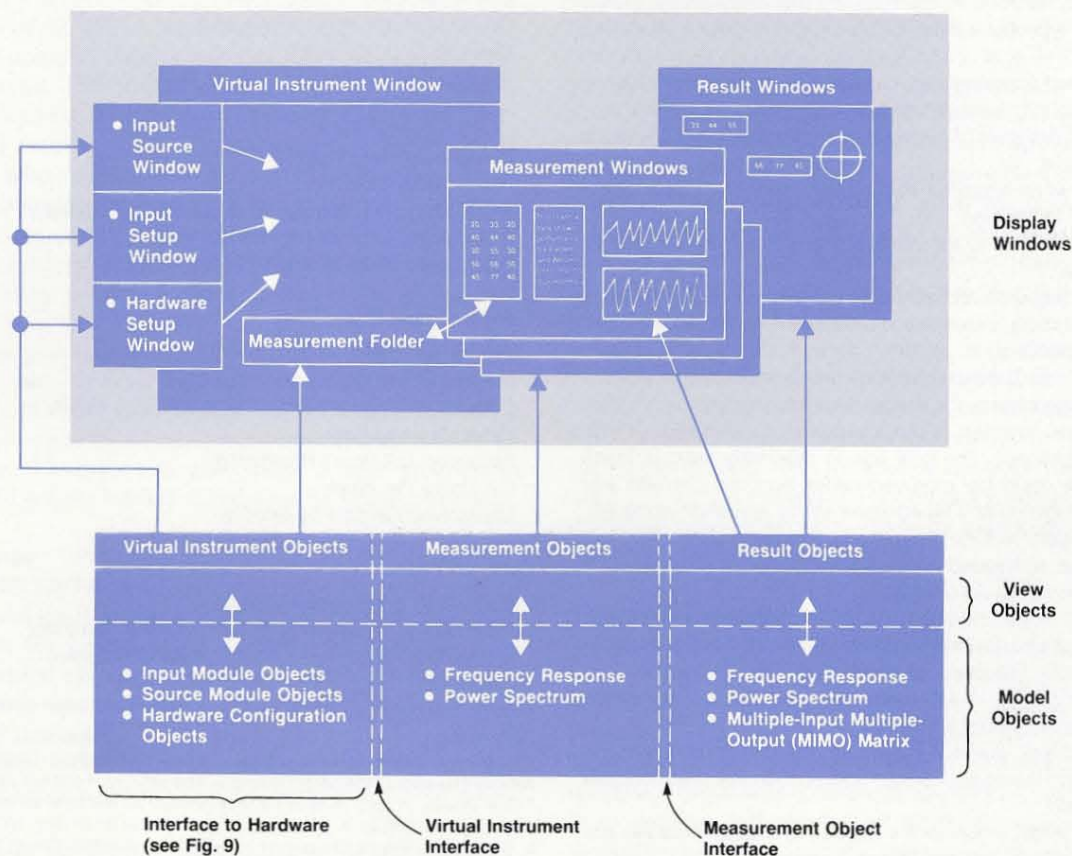 Virtual Instrument Window
Result Windows
• Input
Source
Window
• Input
Setup
Window
• Hardware
Setup
Window
Measurement Windows
Measurement Folder
Display
Windows
Virtual Instrument Objects
Measurement Objects
Result Objects
View
Objects
• Input Module Objects
• Source Module Objects
• Hardware Configuration
Objects
• Frequency Response
• Power Spectrum
• Frequency Response
• Power Spectrum
• Multiple-Input Multiple-
Output (MIMO) Matrix
Model
Objects
Interface to Hardware
(see Fig. 9)
Virtual Instrument
Interface
Measurement Object
Interface